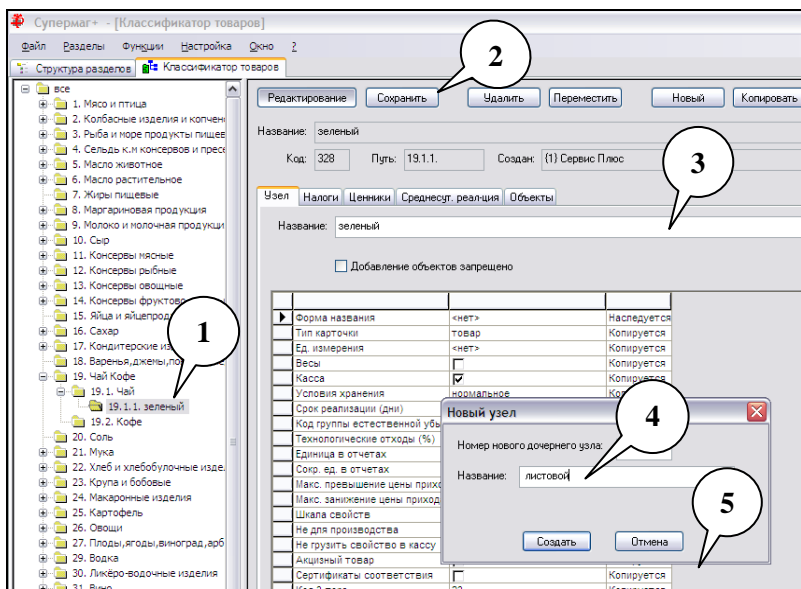 Супермаг+ - [Классификатор товаров]
Файл Разделы Функции Настройка Окно ?
Структура разделов Классификатор товаров
2
Редактирование Сохранить Удалить Переместить Новый Копировать
Название: зеленый
Код: 328 Путь: 19.1.1. Создан: {1} Сервис Плюс
3
Узел Налоги Ценники Среднесут. реал-ция Объекты
Название: зеленый
Добавление объектов запрещено
все
1. Мясо и птица
2. Колбасные изделия и копчен
3. Рыба и море продукты пищев
4. Сельдь к.м консервов и пресе
5. Масло животное
6. Масло растительное
7. Жиры пищевые
8. Маргариновая продукция
9. Молоко и молочная продукци
10. Сыр
11. Консервы мясные
12. Консервы рыбные
13. Консервы овощные
14. Консервы фруктово
15. Яйца и яйцепрод
16. Сахар
17. Кондитерские из
18. Варенья,джемы,по
19. Чай Кофе
19.1. Чай
19.1.1. зеленый
19.2. Кофе
20. Соль
21. Мука
22. Хлеб и хлебобулочные изде.
23. Крупа и бобовые
24. Макаронные изделия
25. Картофель
26. Овощи
27. Плоды,ягоды,виноград,арб
29. Водка
30. Ликёро-водочные изделия
31. Вино
1
Форма названия <нет> Наследуется
Тип карточки товар Копируется
Ед. измерения <нет> Копируется
Весы Копируется
Касса Копируется
Условия хранения нормальное
Срок реализации (дни)
Код группы естественной убы
Технологические отходы (%)
Единица в отчетах
Сокр. ед. в отчетах
Макс. превышение цены прихо
Макс. занижение цены приход
Шкала свойств
Не для производства
Не грузить свойство в кассу
Акцизный товар
Сертификаты соответствия Копируется
Новый узел
4
Номер нового дочернего узла:
Название: листовой
5
Создать Отмена